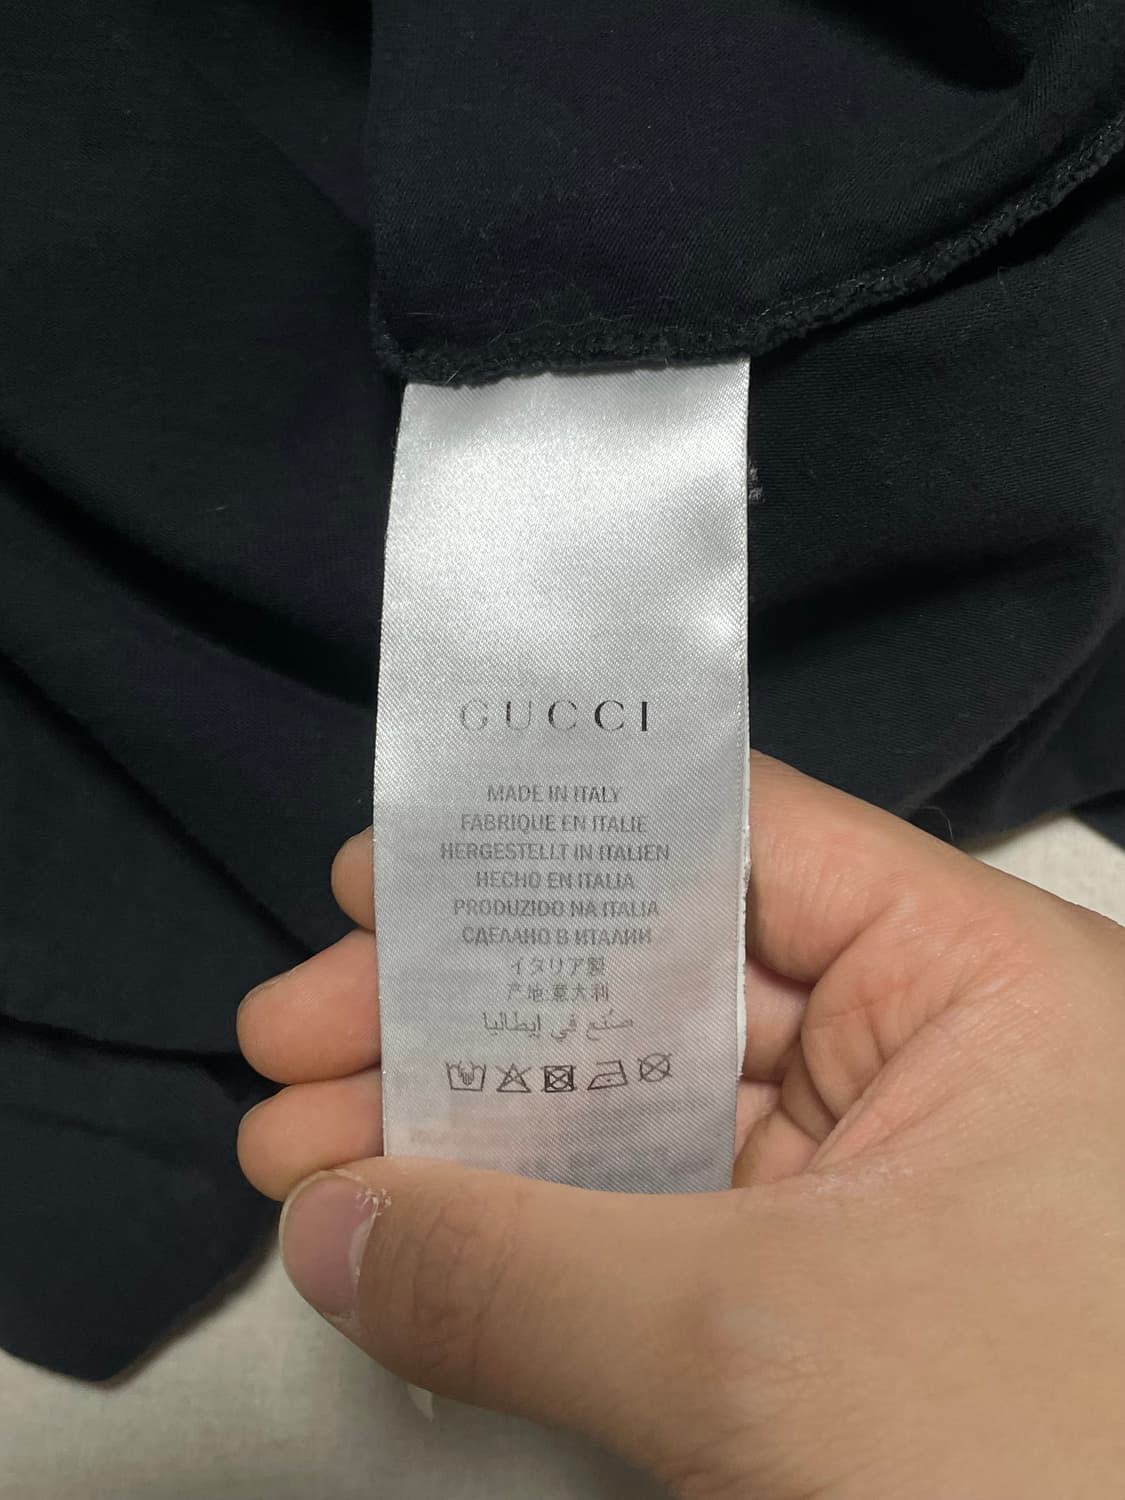 GUCCI
MADE IN ITALY
FABRIQUE EN ITALIE
HERGESTELLT IN ITALIEN
HECHO EN ITALIA
PRODUZIDO NA ITALIA
СДЕЛАНО В ИТАЛИИ
イタリア製
产地:意大利
صُنع في إيطاليا